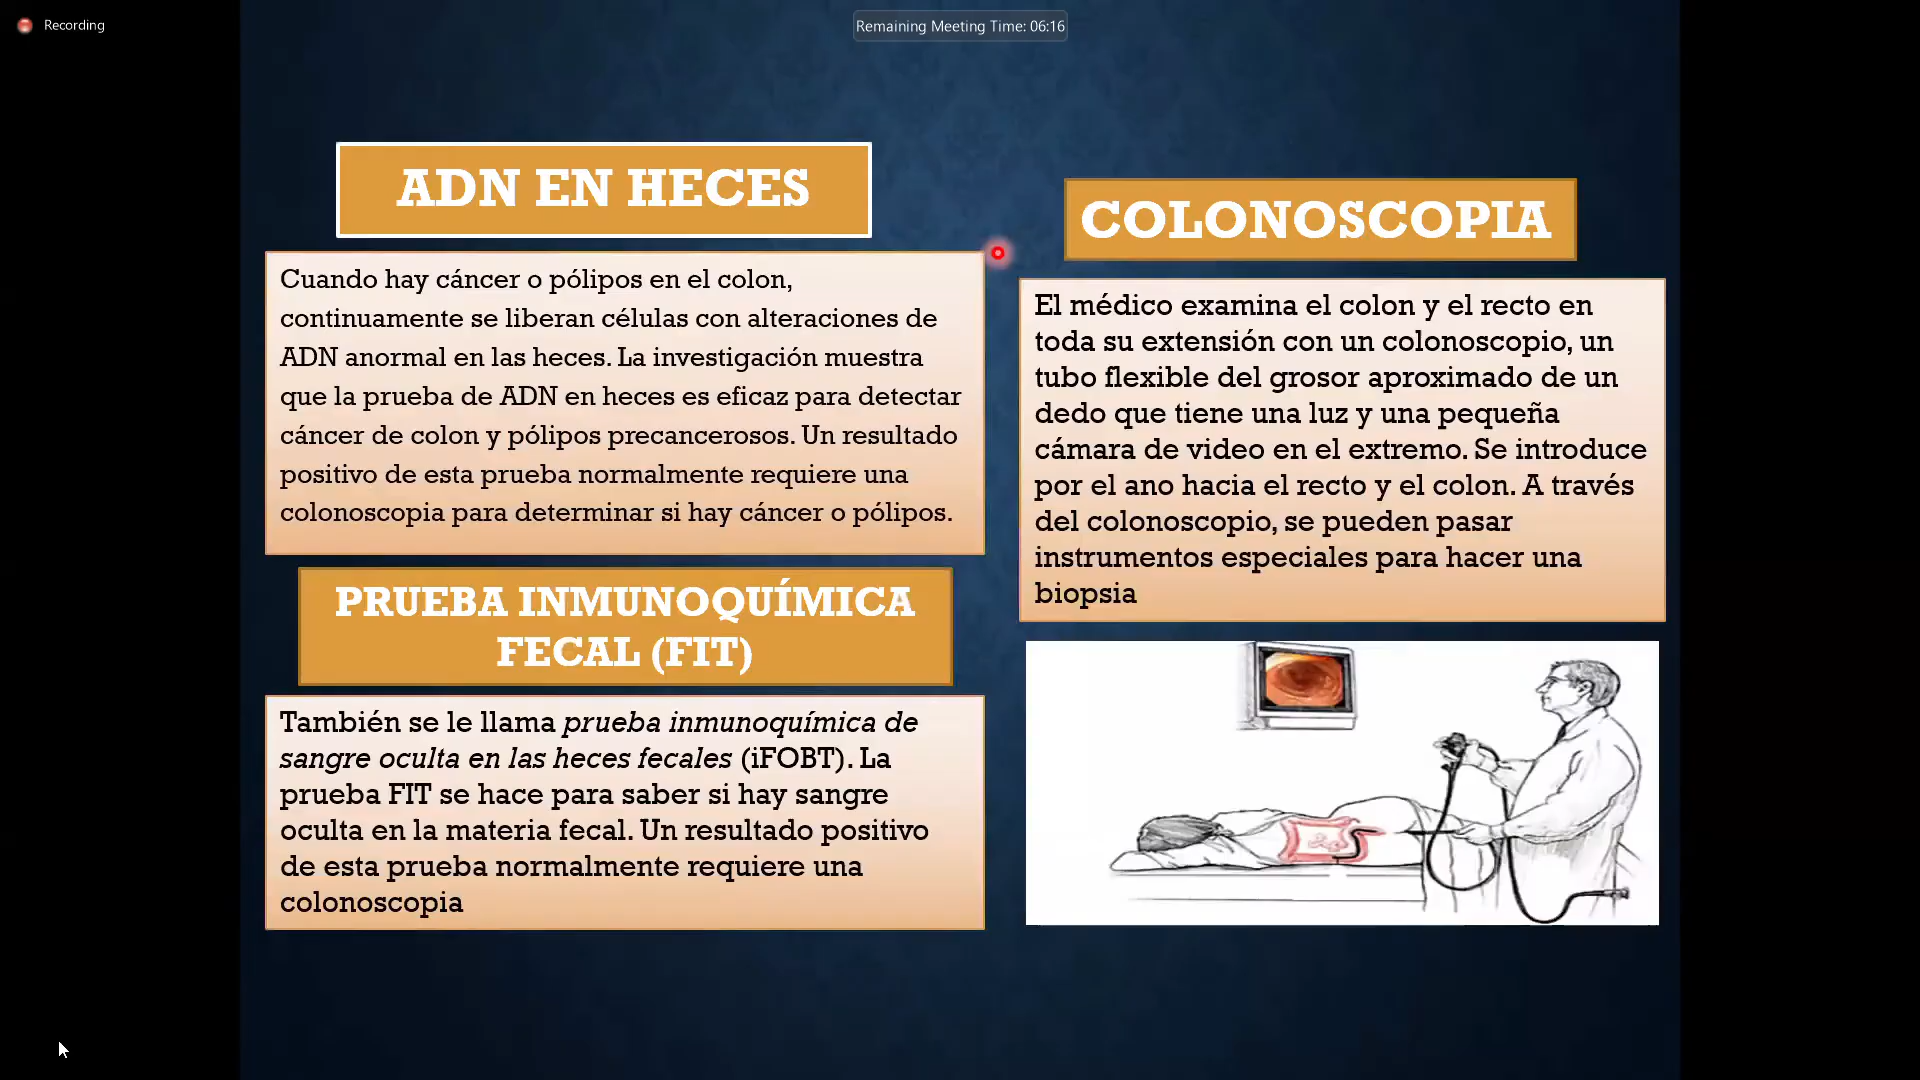 Recording
Remaining Meeting Time: 06:16
ADN EN HECES
Cuando hay cáncer o pólipos en el colon,
continuamente se liberan células con alteraciones de
ADN anormal en las heces. La investigación muestra
que la prueba de ADN en heces es eficaz para detectar
cáncer de colon y pólipos precancerosos. Un resultado
positivo de esta prueba normalmente requiere una
colonoscopia para determinar si hay cáncer o pólipos.
PRUEBA INMUNOQUÍMICA
FECAL (FIT)
También se le llama prueba inmunoquímica de
sangre oculta en las heces fecales (iFOBT). La
prueba FIT se hace para saber si hay sangre
oculta en la materia fecal. Un resultado positivo
de esta prueba normalmente requiere una
colonoscopia
COLONOSCOPIA
El médico examina el colon y el recto en
toda su extensión con un colonoscopio, un
tubo flexible del grosor aproximado de un
dedo que tiene una luz y una pequeña
cámara de video en el extremo. Se introduce
por el ano hacia el recto y el colon. A través
del colonoscopio, se pueden pasar
instrumentos especiales para hacer una
biopsia